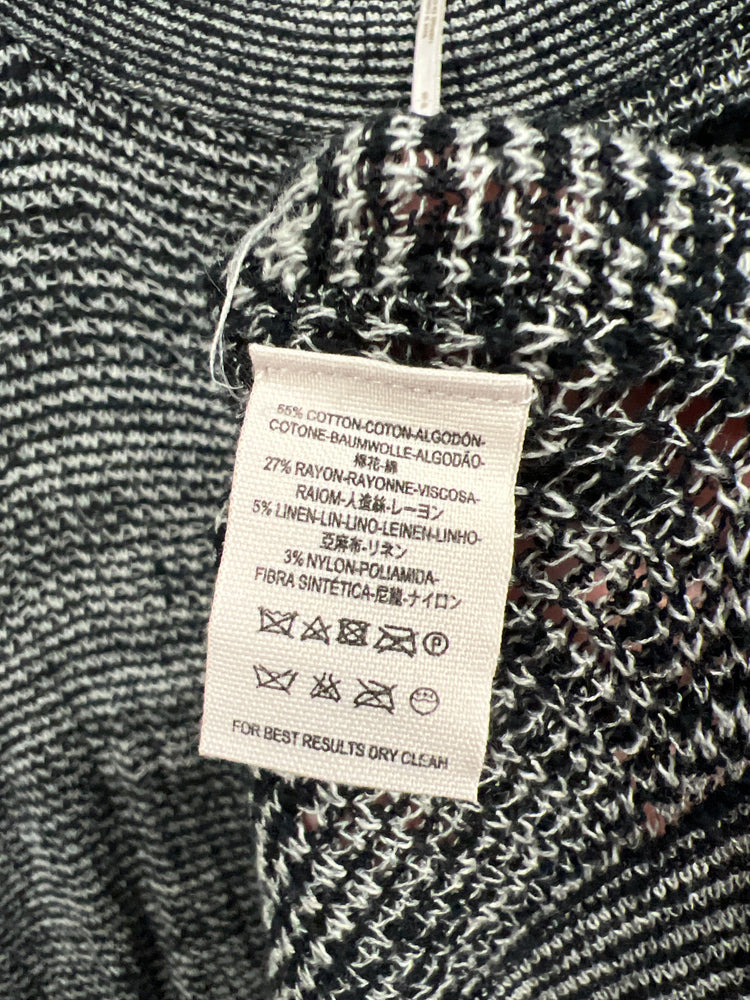 55% COTTON-COTON-ALGODÓN-
COTONE-BAUMWOLLE-ALGODÃO-
棉花-綿
27% RAYON-RAYONNE-VISCOSA-
RAIOM-人造絲-レーヨン
5% LINEN-LIN-LINO-LEINEN-LINHO-
亞麻布-リネン
3% NYLON-POLIAMIDA-
FIBRA SINTÉTICA-尼龍-ナイロン
P
FOR BEST RESULTS DRY CLEAN